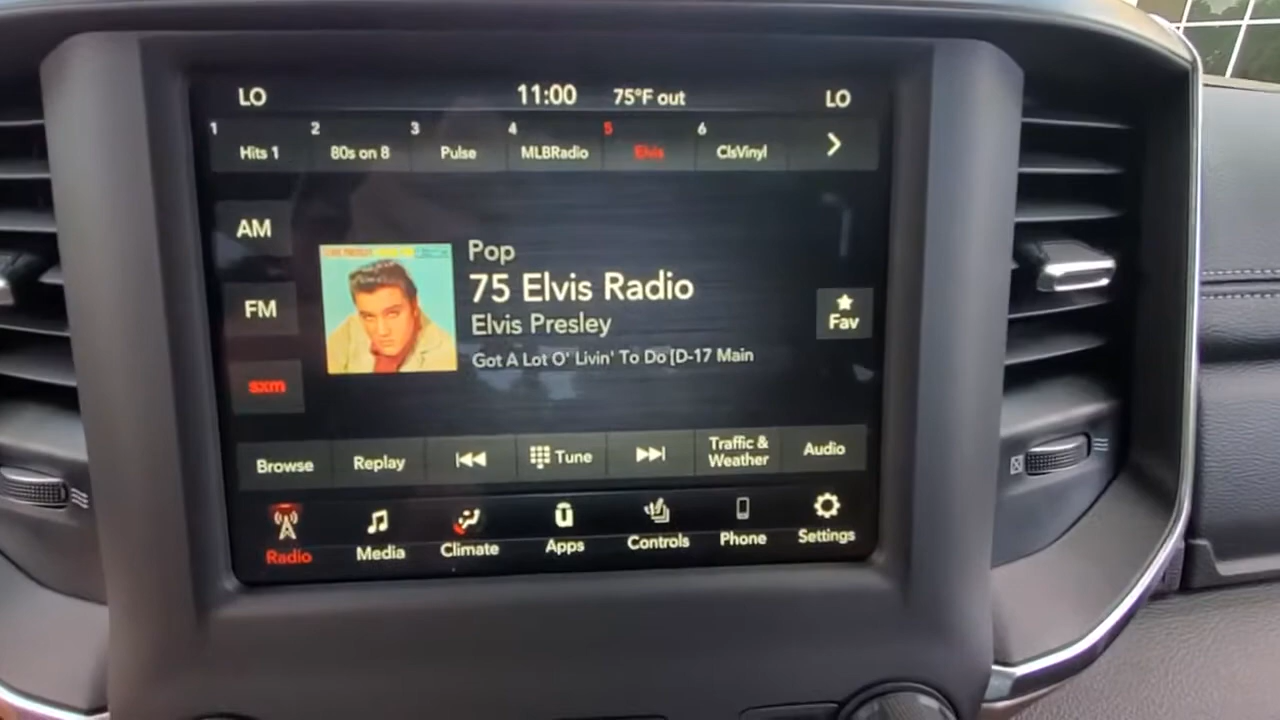 LO 11:00 75°F out LO
1 2 3 4 5 6
Hits 1 80s on 8 Pulse MLBRadio Elvis ClsVinyl
AM
Pop
75 Elvis Radio
FM
Elvis Presley
Fav
Got A Lot O' Livin' To Do [D-17 Main
sxm
Browse Replay Tune Traffic & Weather Audio
Radio Media Climate Apps Controls Phone Settings